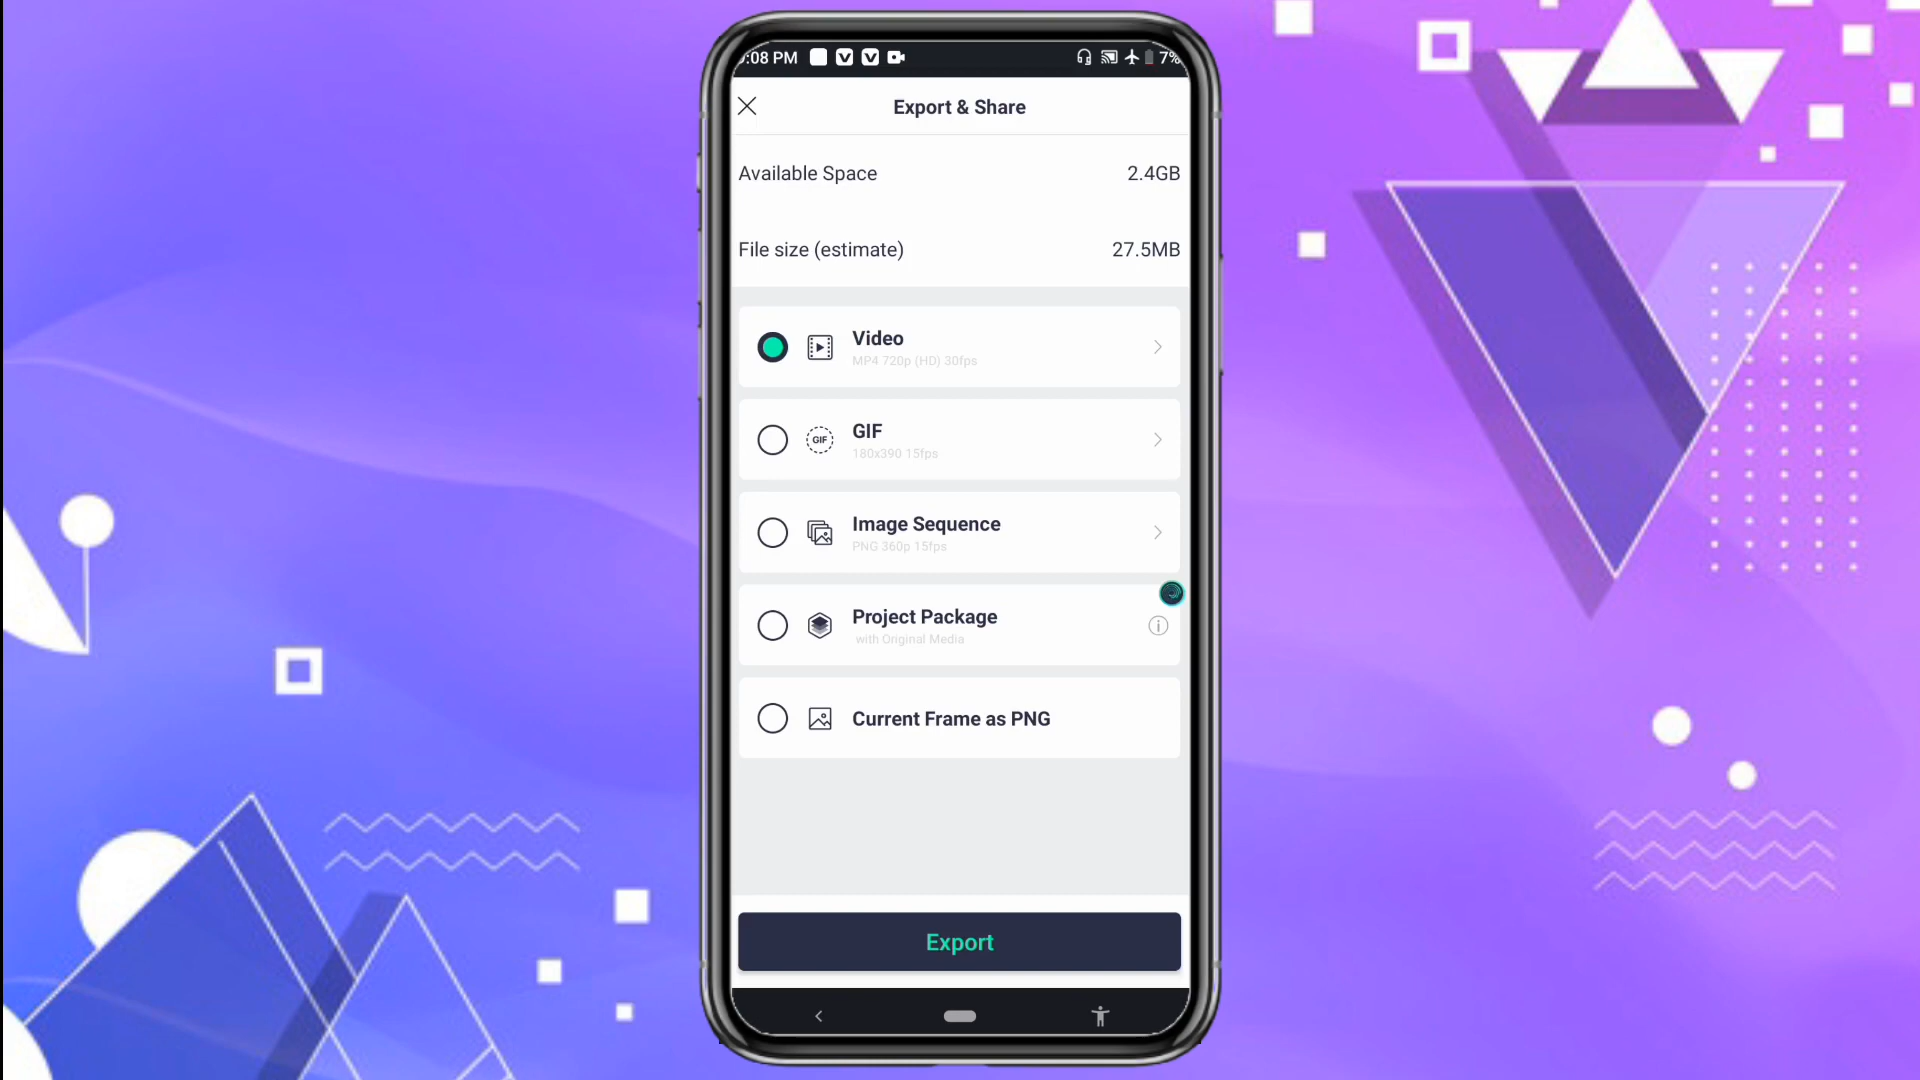 :08 PM 7%
Export & Share
Available Space 2.4GB
File size (estimate) 27.5MB
Video
MP4 720p (HD) 30fps
GIF
GIF
180x390 15fps
Image Sequence
PNG 360p 15fps
Project Package
with Original Media
Current Frame as PNG
Export